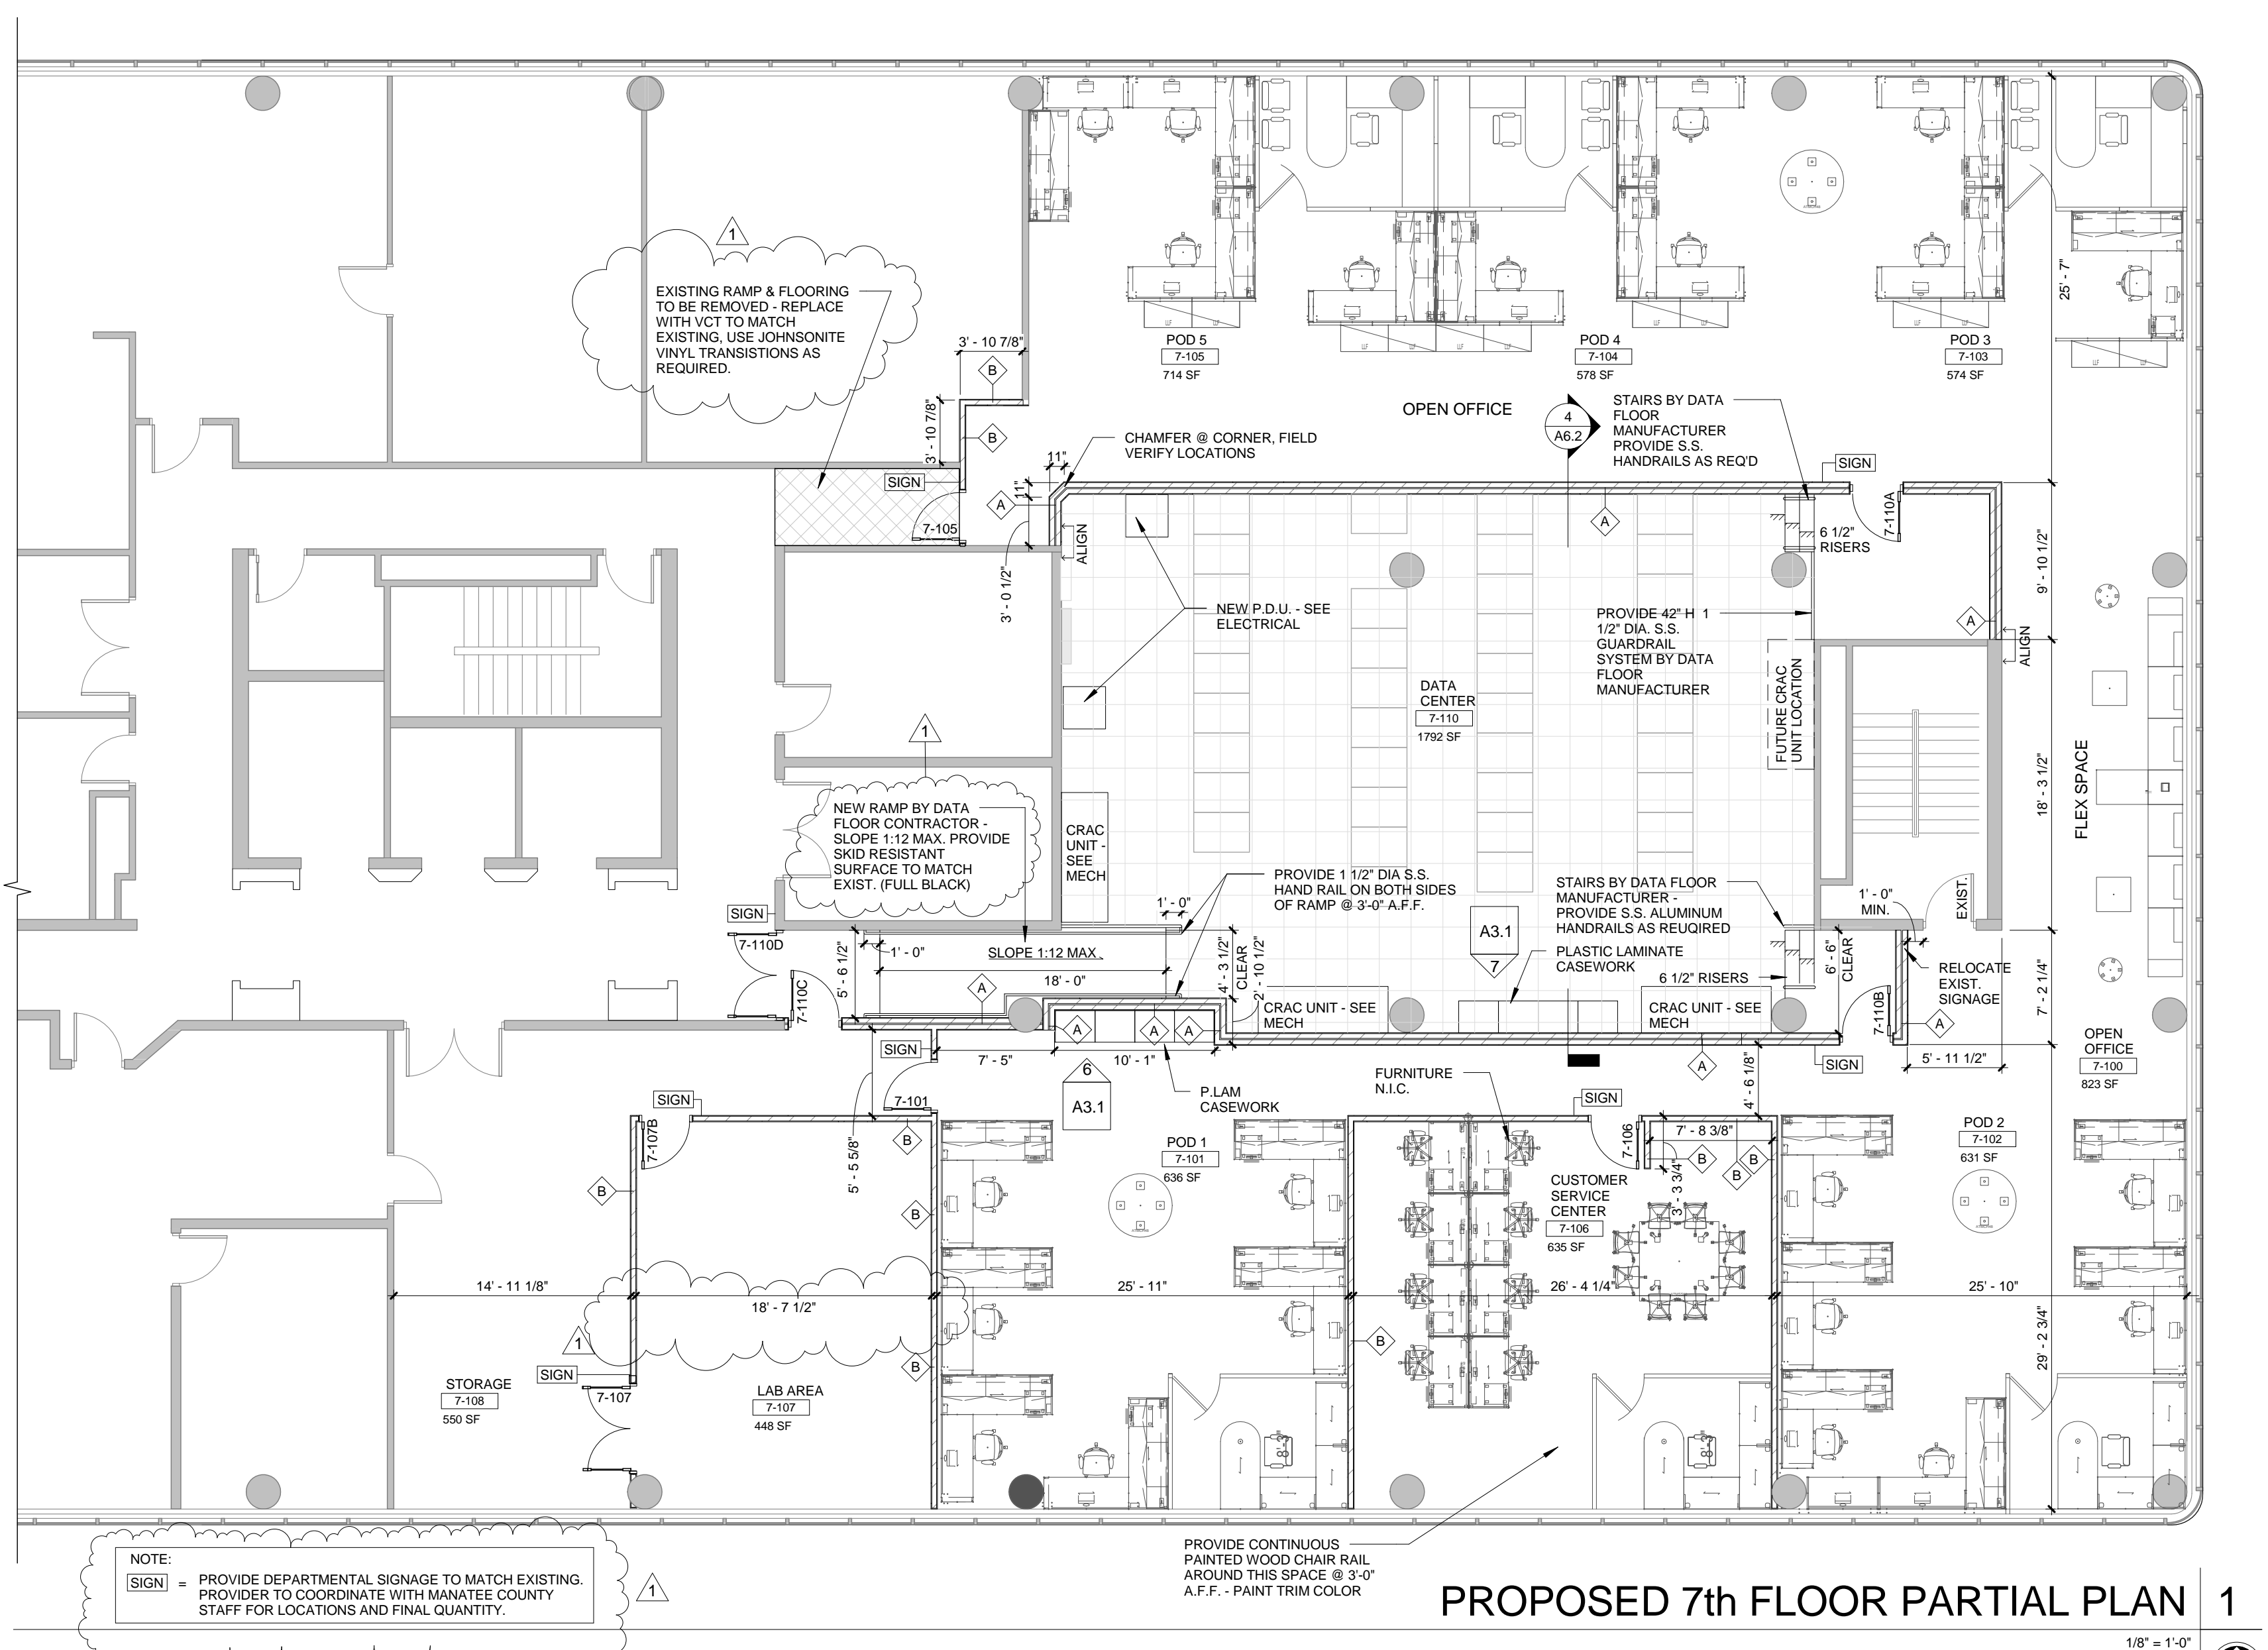 1
EXISTING RAMP & FLOORING
TO BE REMOVED - REPLACE
WITH VCT TO MATCH
EXISTING, USE JOHNSONITE
VINYL TRANSISTIONS AS
REQUIRED.
3' - 10 7/8"
B
3' - 10 7/8"
B
SIGN
7-105
POD 5
7-105
714 SF
POD 4
7-104
578 SF
POD 3
7-103
574 SF
25' - 7"
OPEN OFFICE
4
A6.2
STAIRS BY DATA
FLOOR
MANUFACTURER
PROVIDE S.S.
HANDRAILS AS REQ'D
SIGN
CHAMFER @ CORNER, FIELD
VERIFY LOCATIONS
11"
11"
A
ALIGN
3' - 0 1/2"
A
7-110A
6 1/2"
RISERS
9' - 10 1/2"
NEW P.D.U. - SEE
ELECTRICAL
PROVIDE 42" H 1
1/2" DIA. S.S.
GUARDRAIL
SYSTEM BY DATA
FLOOR
MANUFACTURER
A
ALIGN
DATA
CENTER
7-110
1792 SF
FUTURE CRAC
UNIT LOCATION
18' - 3 1/2"
FLEX SPACE
1
NEW RAMP BY DATA
FLOOR CONTRACTOR -
SLOPE 1:12 MAX. PROVIDE
SKID RESISTANT
SURFACE TO MATCH
EXIST. (FULL BLACK)
CRAC
UNIT -
SEE
MECH
PROVIDE 1 1/2" DIA S.S.
HAND RAIL ON BOTH SIDES
OF RAMP @ 3'-0" A.F.F.
STAIRS BY DATA FLOOR
MANUFACTURER -
PROVIDE S.S. ALUMINUM
HANDRAILS AS REUQIRED
1' - 0"
MIN.
EXIST.
SIGN
7-110D
7-110C
5' - 6 1/2"
1' - 0"
SLOPE 1:12 MAX.
1' - 0"
18' - 0"
A
4' - 3 1/2"
CLEAR
2' - 10 1/2"
A3.1
7
PLASTIC LAMINATE
CASEWORK
6 1/2" RISERS
6' - 6"
CLEAR
RELOCATE
EXIST.
SIGNAGE
7' - 2 1/4"
CRAC UNIT - SEE
MECH
CRAC UNIT - SEE
MECH
7-110B
A
A
A
A
SIGN
7' - 5"
10' - 1"
6
A3.1
P.LAM
CASEWORK
FURNITURE
N.I.C.
A
4' - 6 1/8"
SIGN
5' - 11 1/2"
OPEN
OFFICE
7-100
823 SF
SIGN
7-107B
7-101
5' - 5 5/8"
B
B
B
POD 1
7-101
636 SF
SIGN
7-106
7' - 8 3/8"
B
B
B
3' - 3 3/4"
CUSTOMER
SERVICE
CENTER
7-106
635 SF
POD 2
7-102
631 SF
14' - 11 1/8"
18' - 7 1/2"
25' - 11"
26' - 4 1/4"
25' - 10"
29' - 2 3/4"
1
B
B
SIGN
7-107
STORAGE
7-108
550 SF
LAB AREA
7-107
448 SF
PROVIDE CONTINUOUS
PAINTED WOOD CHAIR RAIL
AROUND THIS SPACE @ 3'-0"
A.F.F. - PAINT TRIM COLOR
NOTE:
SIGN = PROVIDE DEPARTMENTAL SIGNAGE TO MATCH EXISTING.
PROVIDER TO COORDINATE WITH MANATEE COUNTY
STAFF FOR LOCATIONS AND FINAL QUANTITY.
1
PROPOSED 7th FLOOR PARTIAL PLAN 1
1/8" = 1'-0"